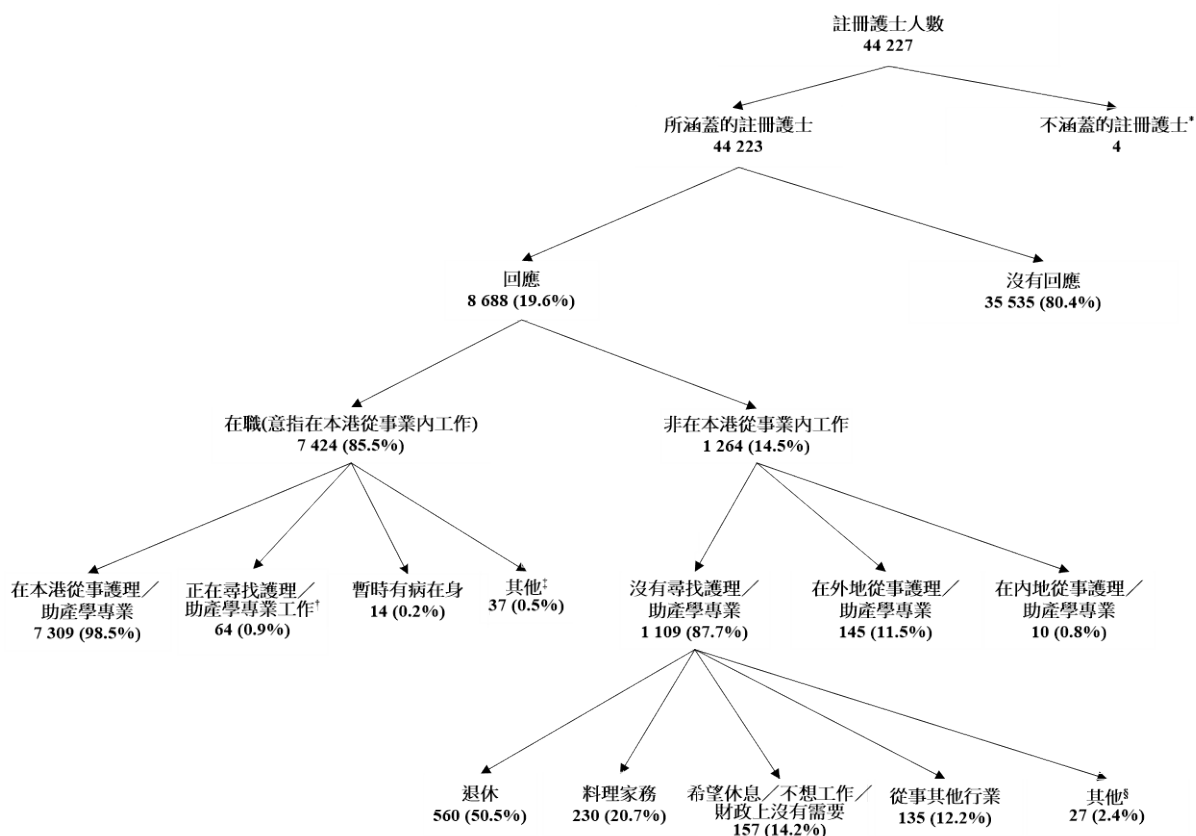 註冊護士人數
44 227
所涵蓋的註冊護士
44 223
不涵蓋的註冊護士*
4
回應
8 688 (19.6%)
沒有回應
35 535 (80.4%)
在職(意指在本港從事業內工作)
7 424 (85.5%)
非在本港從事業內工作
1 264 (14.5%)
在本港從事護理／
助產學專業
7 309 (98.5%)
正在尋找護理／
助產學專業工作†
64 (0.9%)
暫時有病在身
14 (0.2%)
其他‡
37 (0.5%)
沒有尋找護理／
助產學專業
1 109 (87.7%)
在外地從事護理／
助產學專業
145 (11.5%)
在內地從事護理／
助產學專業
10 (0.8%)
退休
560 (50.5%)
料理家務
230 (20.7%)
希望休息／不想工作／
財政上沒有需要
157 (14.2%)
從事其他行業
135 (12.2%)
其他§
27 (2.4%)